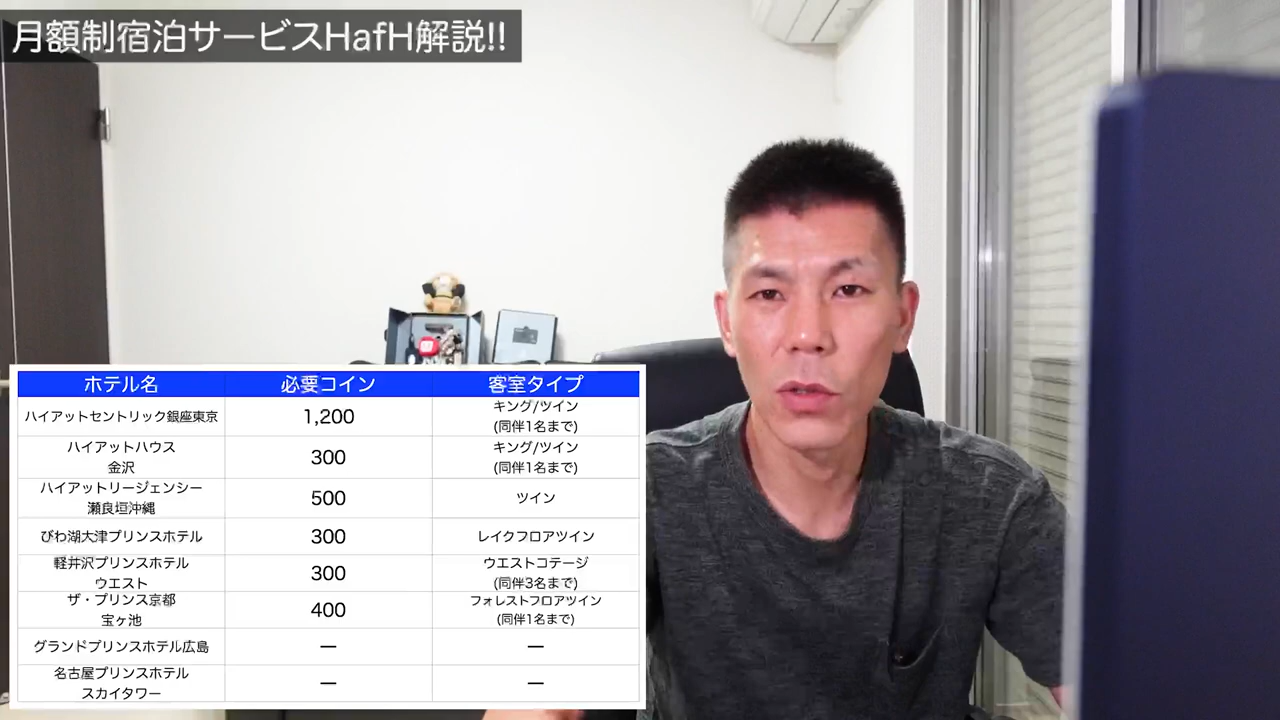 月額制宿泊サービスHafH解説!!
ホテル名 必要コイン 客室タイプ
ハイアットセントリック銀座東京 1,200 キング/ツイン
(同伴1名まで)
ハイアットハウス
金沢 300 キング/ツイン
(同伴1名まで)
ハイアットリージェンシー
瀬良垣沖縄 500 ツイン
びわ湖大津プリンスホテル 300 レイクフロアツイン
軽井沢プリンスホテル
ウエスト 300 ウエストコテージ
(同伴3名まで)
ザ・プリンス京都
宝ヶ池 400 フォレストフロアツイン
(同伴1名まで)
グランドプリンスホテル広島 — —
名古屋プリンスホテル
スカイタワー — —